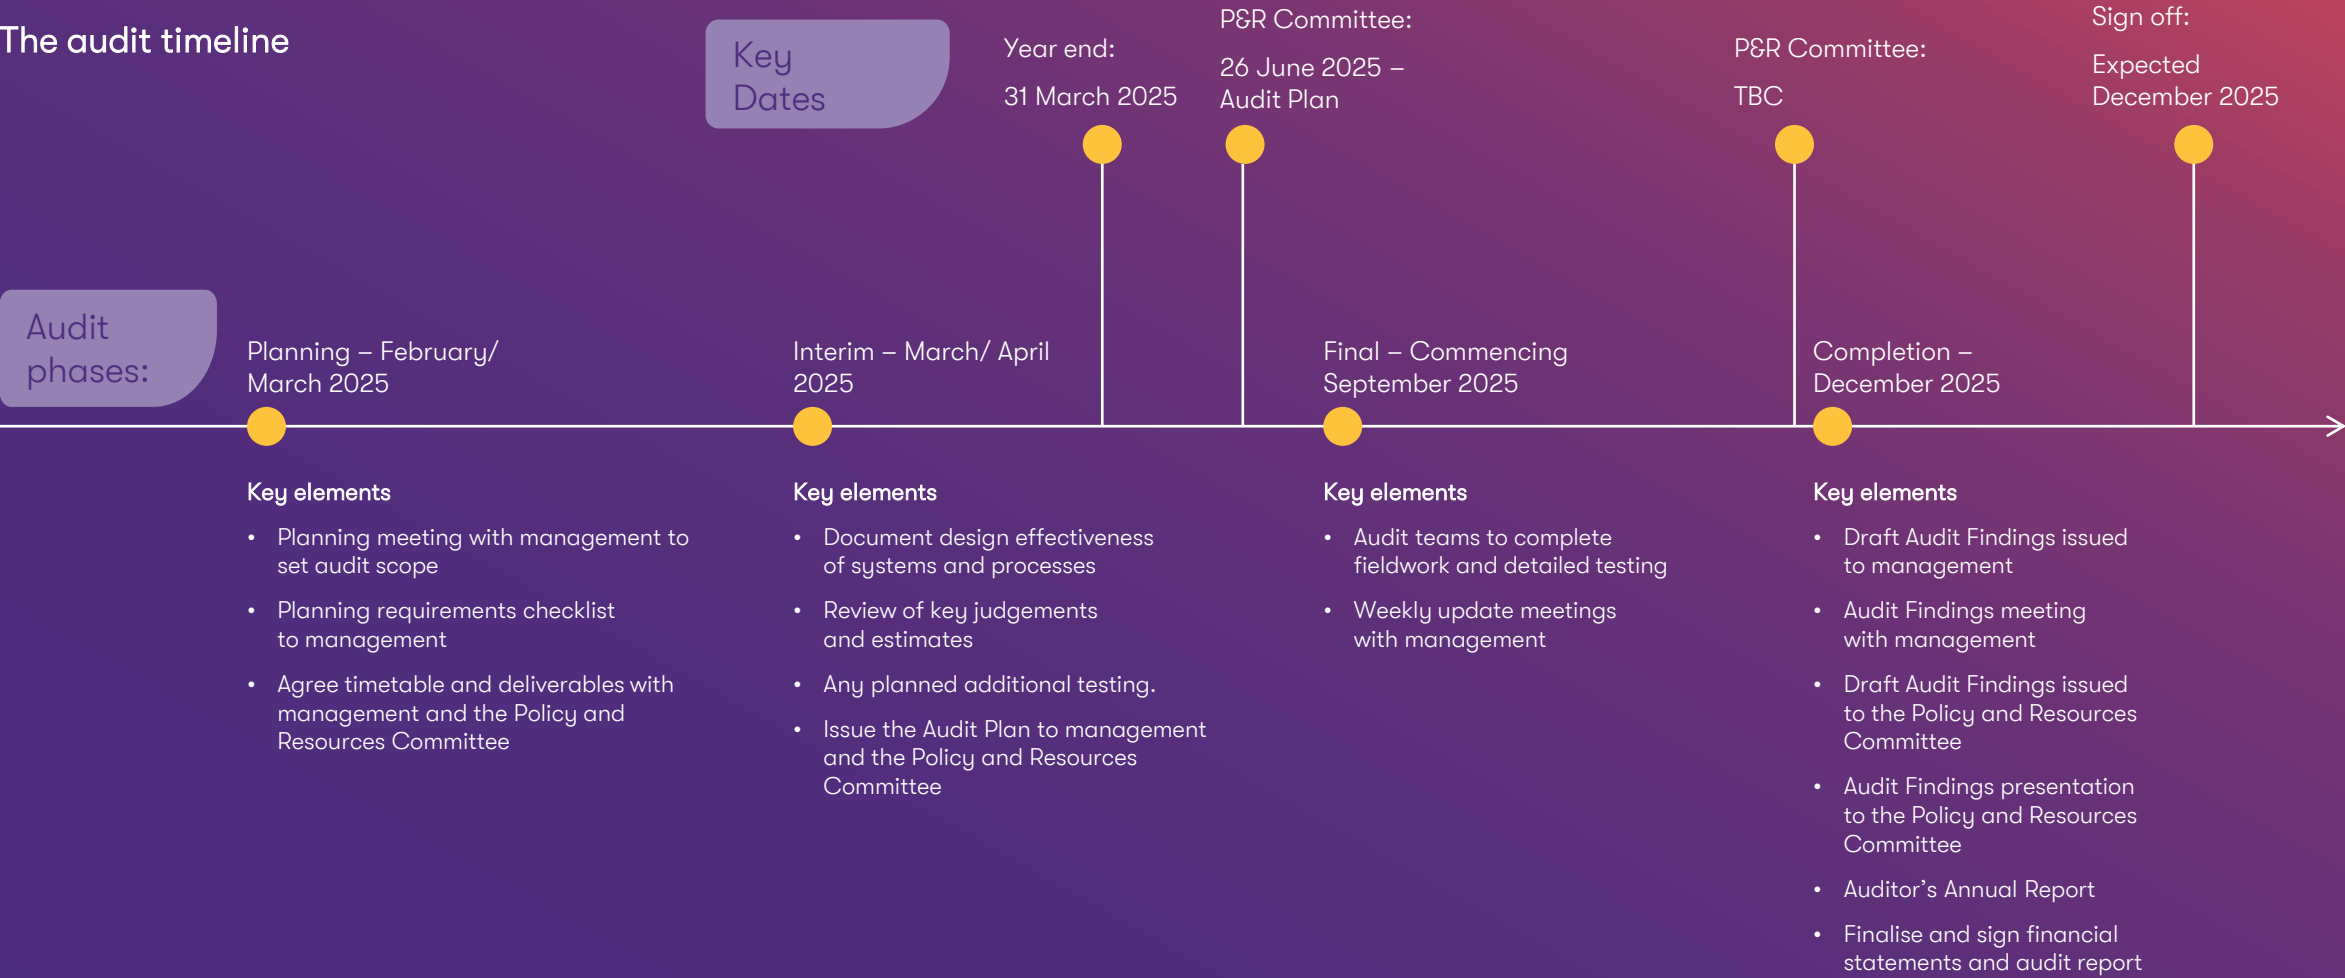 The audit timeline
Key
Dates
Year end:
31 March 2025
P&R Committee:
26 June 2025 –
Audit Plan
P&R Committee:
TBC
Sign off:
Expected
December 2025
Audit
phases:
Planning – February/
March 2025
Interim – March/ April
2025
Final – Commencing
September 2025
Completion –
December 2025
Key elements
• Planning meeting with management to
set audit scope
• Planning requirements checklist
to management
• Agree timetable and deliverables with
management and the Policy and
Resources Committee
Key elements
• Document design effectiveness
of systems and processes
• Review of key judgements
and estimates
• Any planned additional testing.
• Issue the Audit Plan to management
and the Policy and Resources
Committee
Key elements
• Audit teams to complete
fieldwork and detailed testing
• Weekly update meetings
with management
Key elements
• Draft Audit Findings issued
to management
• Audit Findings meeting
with management
• Draft Audit Findings issued
to the Policy and Resources
Committee
• Audit Findings presentation
to the Policy and Resources
Committee
• Auditor’s Annual Report
• Finalise and sign financial
statements and audit report